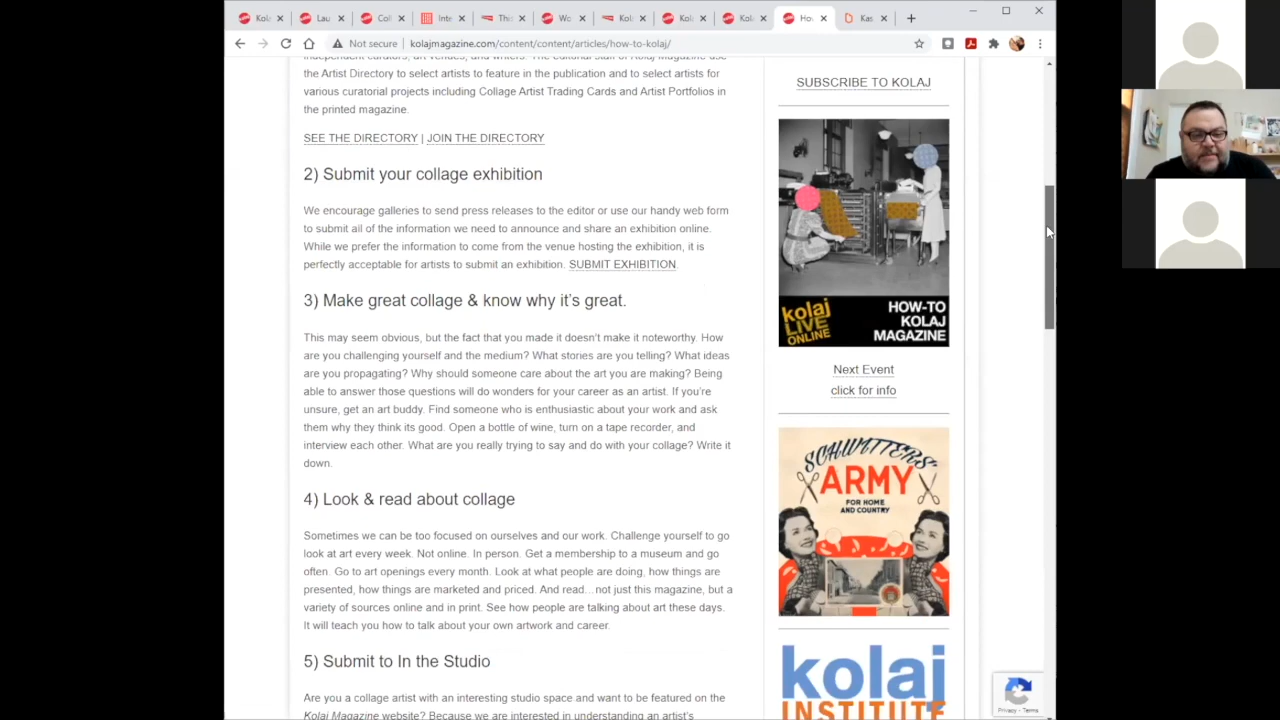 Kola
Lau
Coll
Inte
This
Wo
Kola
Kola
Kola
How
Kas
Not secure
kolajmagazine.com/content/content/articles/how-to-kolaj/
the Artist Directory to select artists to feature in the publication and to select artists for
various curatorial projects including Collage Artist Trading Cards and Artist Portfolios in
the printed magazine.
SEE THE DIRECTORY | JOIN THE DIRECTORY
2) Submit your collage exhibition
We encourage galleries to send press releases to the editor or use our handy web form
to submit all of the information we need to announce and share an exhibition online.
While we prefer the information to come from the venue hosting the exhibition, it is
perfectly acceptable for artists to submit an exhibition. SUBMIT EXHIBITION.
3) Make great collage & know why it's great.
This may seem obvious, but the fact that you made it doesn't make it noteworthy. How
are you challenging yourself and the medium? What stories are you telling? What ideas
are you propagating? Why should someone care about the art you are making? Being
able to answer those questions will do wonders for your career as an artist. If you're
unsure, get an art buddy. Find someone who is enthusiastic about your work and ask
them why they think its good. Open a bottle of wine, turn on a tape recorder, and
interview each other. What are you really trying to say and do with your collage? Write it
down.
4) Look & read about collage
Sometimes we can be too focused on ourselves and our work. Challenge yourself to go
look at art every week. Not online. In person. Get a membership to a museum and go
often. Go to art openings every month. Look at what people are doing, how things are
presented, how things are marketed and priced. And read…not just this magazine, but a
variety of sources online and in print. See how people are talking about art these days.
It will teach you how to talk about your own artwork and career.
5) Submit to In the Studio
Are you a collage artist with an interesting studio space and want to be featured on the
Kolaj Magazine website? Because we are interested in understanding an artist's
SUBSCRIBE TO KOLAJ
kolaj
LIVE
ONLINE
HOW-TO
KOLAJ
MAGAZINE
Next Event
click for info
SCHWITTERS'
ARMY
FOR HOME
AND COUNTRY
kolaj
INSTITUTE
Privacy - Terms